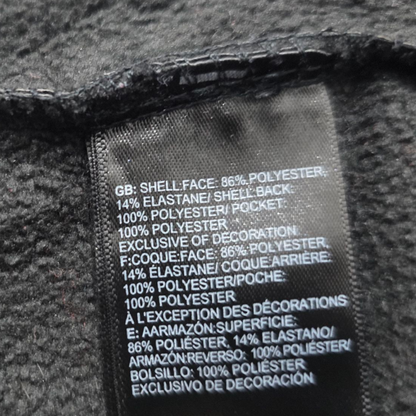 GB: SHELL:FACE: 86% POLYESTER,
14% ELASTANE/ SHELL:BACK:
100% POLYESTER/ POCKET:
100% POLYESTER
EXCLUSIVE OF DECORATION
F:COQUE:FACE: 86% POLYESTER,
14% ÉLASTANE/ COQUE:ARRIÈRE:
100% POLYESTER/POCHE:
100% POLYESTER
À L'EXCEPTION DES DÉCORATIONS
E: AARMAZÓN:SUPERFICIE:
86% POLIÉSTER, 14% ELASTANO/
ARMAZÓN:REVERSO: 100% POLIÉSTER/
BOLSILLO: 100% POLIÉSTER
EXCLUSIVO DE DECORACIÓN